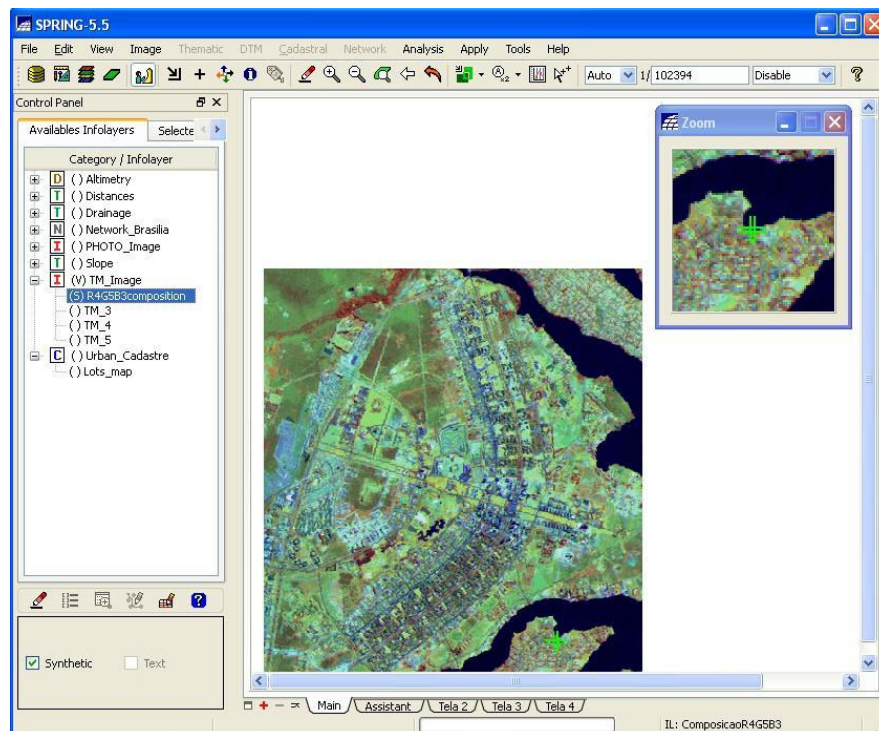 SPRING-5.5
File Edit View Image Thematic DTM Cadastral Network Analysis Apply Tools Help
Auto 1/ 102394 Disable
Control Panel
Availables Infolayers Selecte
Category / Infolayer
D ( ) Altimetry
T ( ) Distances
T ( ) Drainage
N ( ) Network_Brasilia
I ( ) PHOTO_Image
T ( ) Slope
I (V) TM_Image
(S) R4G5B3composition
( ) TM_3
( ) TM_4
( ) TM_5
C ( ) Urban_Cadastre
( ) Lots_map
Zoom
Synthetic Text
Main Assistant Tela 2 Tela 3 Tela 4
IL: ComposicaoR4G5B3